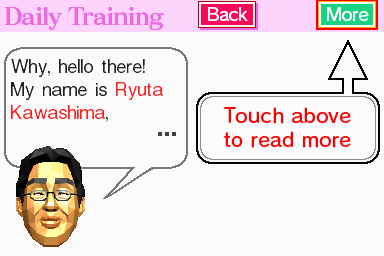 Daily Training
Back
More
Why, hello there!
My name is Ryuta
Kawashima,
...
Touch above
to read more